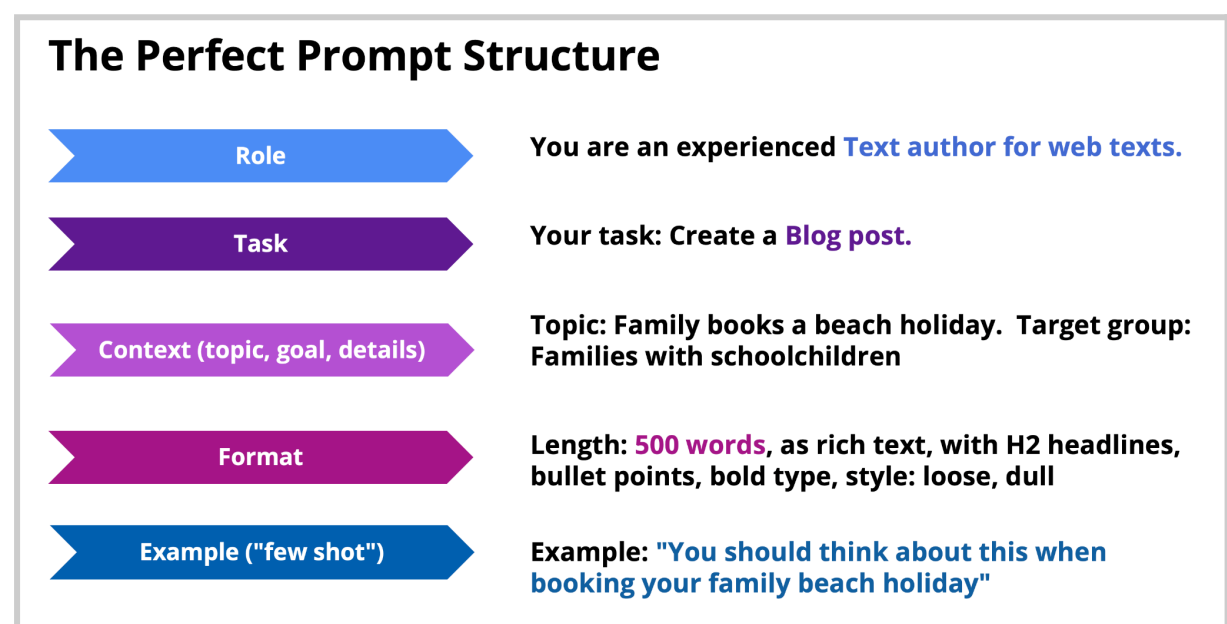 The Perfect Prompt Structure
Role
You are an experienced Text author for web texts.
Task
Your task: Create a Blog post.
Context (topic, goal, details)
Topic: Family books a beach holiday.  Target group:
Families with schoolchildren
Format
Length: 500 words, as rich text, with H2 headlines,
bullet points, bold type, style: loose, dull
Example ("few shot")
Example: "You should think about this when
booking your family beach holiday"